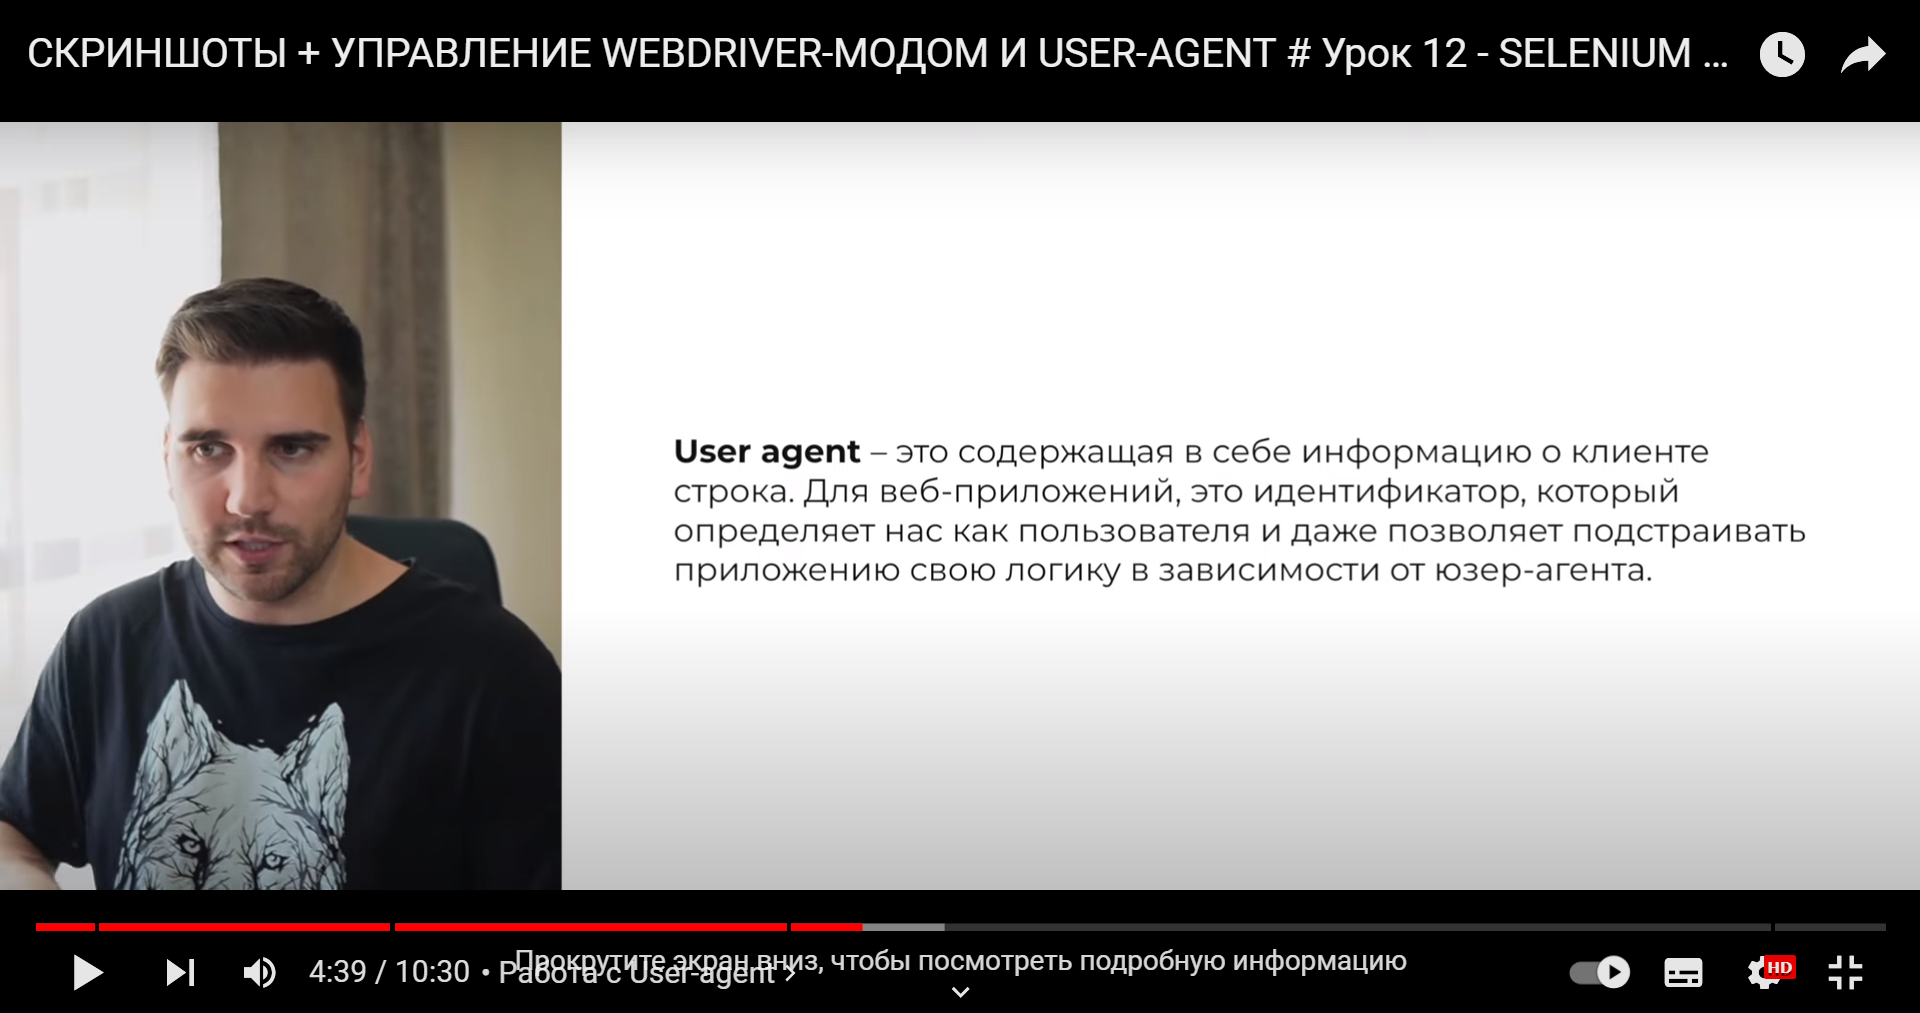 СКРИНШОТЫ + УПРАВЛЕНИЕ WEBDRIVER-МОДОМ И USER-AGENT # Урок 12 - SELENIUM ...
User agent – это содержащая в себе информацию о клиенте
строка. Для веб-приложений, это идентификатор, который
определяет нас как пользователя и даже позволяет подстраивать
приложению свою логику в зависимости от юзер-агента.
Прокрутите экран вниз, чтобы посмотреть подробную информацию
4:39 / 10:30 • Работа с User-agent
HD